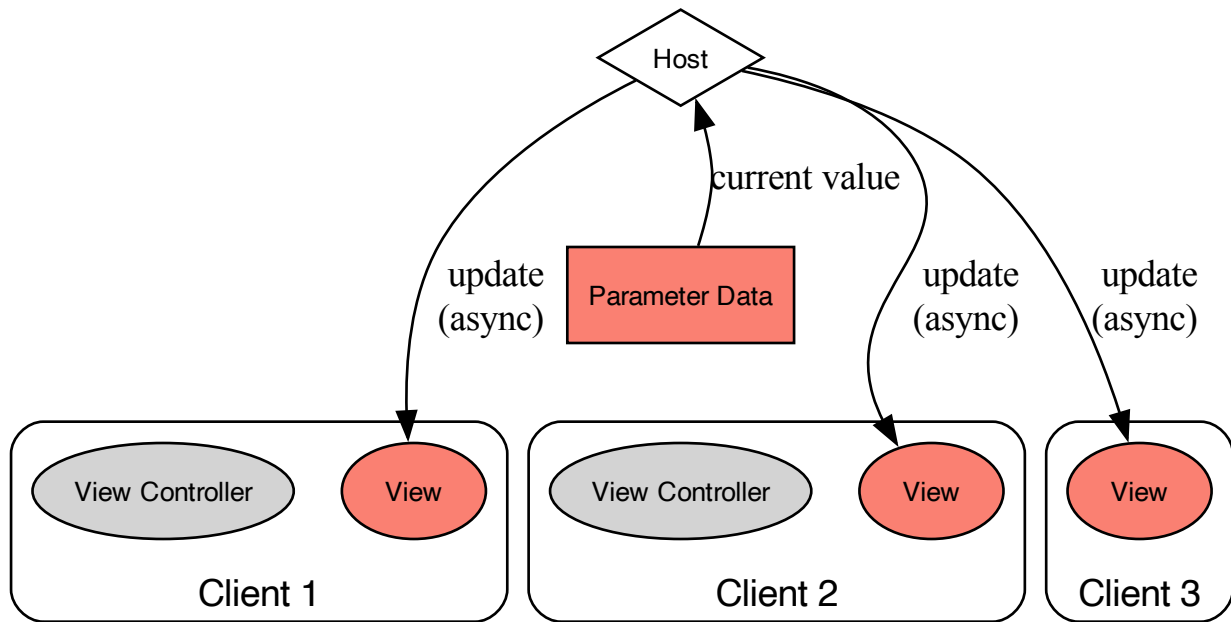 Host
current value
update
(async)
Parameter Data
update
(async)
update
(async)
View Controller
View
View Controller
View
View
Client 1
Client 2
Client 3